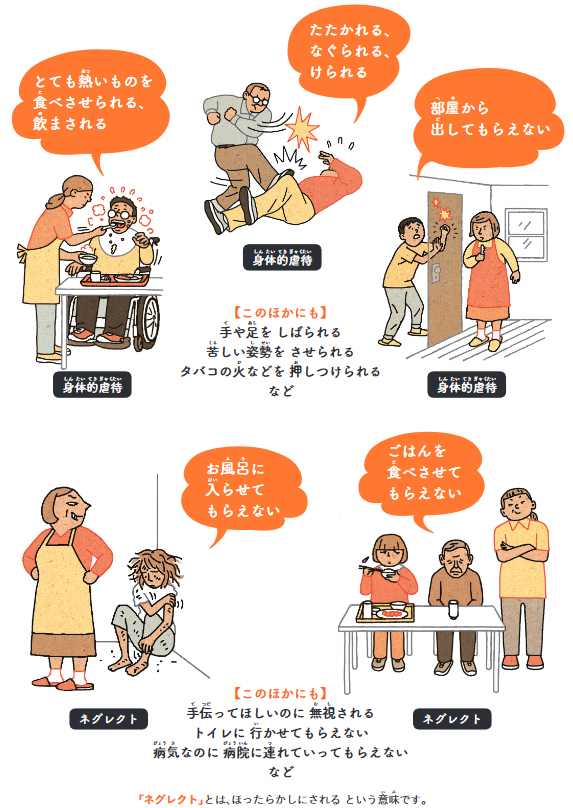 とても熱いものを
食べさせられる、
飲まされる
たたかれる、
なぐられる、
けられる
部屋から
出してもらえない
身体的虐待
【このほかにも】
手や足を しばられる
苦しい姿勢を させられる
タバコの火などを 押しつけられる
など
身体的虐待
身体的虐待
お風呂に
入らせて
もらえない
ごはんを
食べさせて
もらえない
【このほかにも】
手伝ってほしいのに 無視される
トイレに 行かせてもらえない
病気なのに 病院に連れていってもらえない
など
ネグレクト
ネグレクト
「ネグレクト」とは、ほったらかしにされる という意味です。